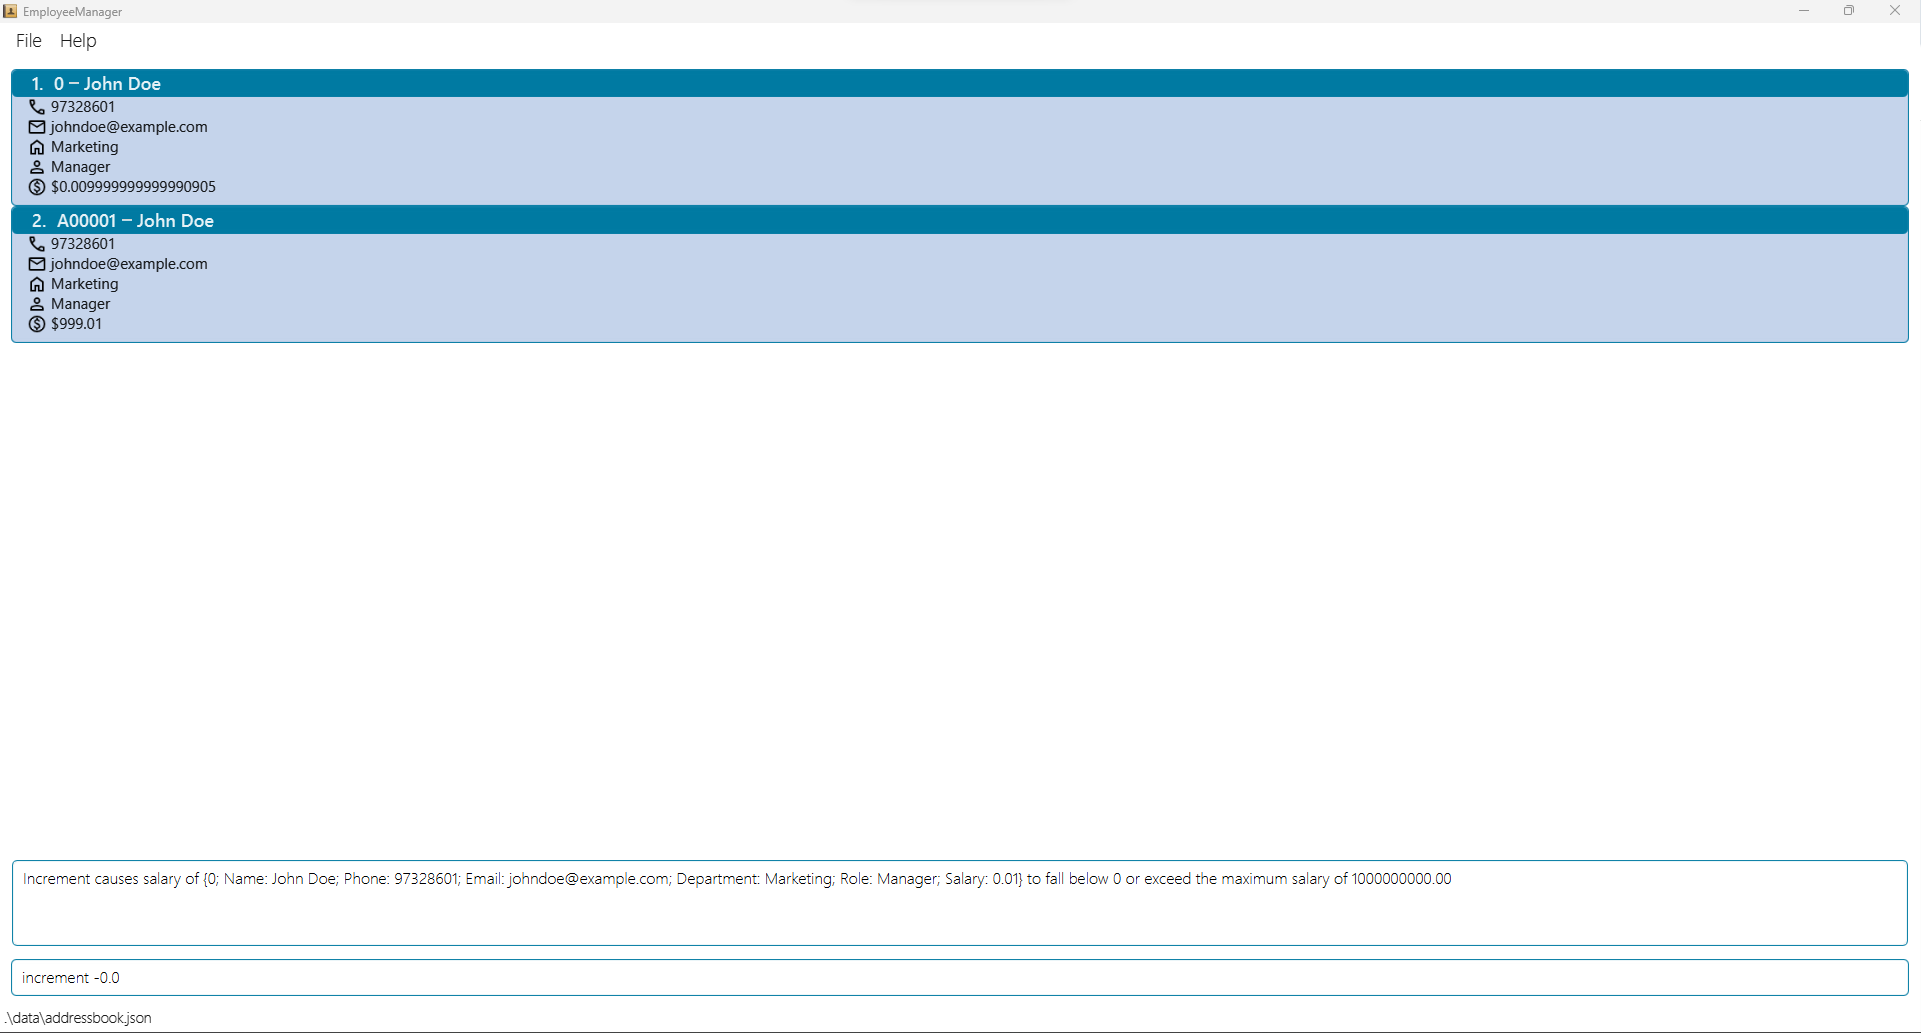 EmployeeManager
File Help
1. 0 – John Doe
97328601
johndoe@example.com
Marketing
Manager
$0.009999999999990905
2. A00001 – John Doe
97328601
johndoe@example.com
Marketing
Manager
$999.01
Increment causes salary of {0; Name: John Doe; Phone: 97328601; Email: johndoe@example.com; Department: Marketing; Role: Manager; Salary: 0.01} to fall below 0 or exceed the maximum salary of 1000000000.00
increment -0.0
.\data\addressbook.json